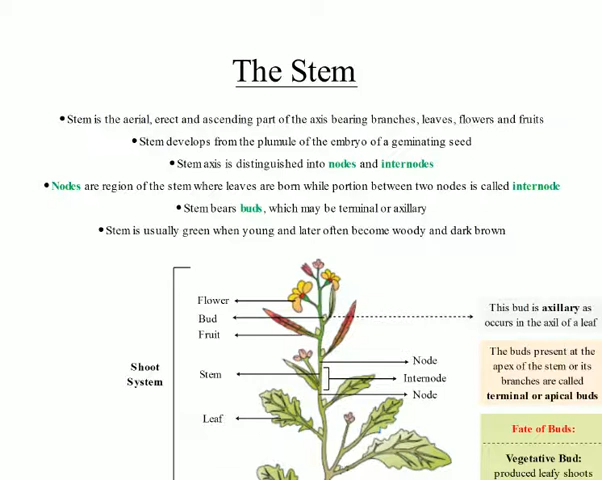 The Stem
•Stem is the aerial, erect and ascending part of the axis bearing branches, leaves, flowers and fruits
•Stem develops from the plumule of the embryo of a geminating seed
•Stem axis is distinguished into nodes and internodes
•Nodes are region of the stem where leaves are born while portion between two nodes is called internode
•Stem bears buds, which may be terminal or axillary
•Stem is usually green when young and later often become woody and dark brown
Flower
Bud
Fruit
Shoot
System
Stem
Leaf
Node
Internode
Node
This bud is axillary as
occurs in the axil of a leaf
The buds present at the
apex of the stem or its
branches are called
terminal or apical buds
Fate of Buds:
Vegetative Bud:
produced leafy shoots